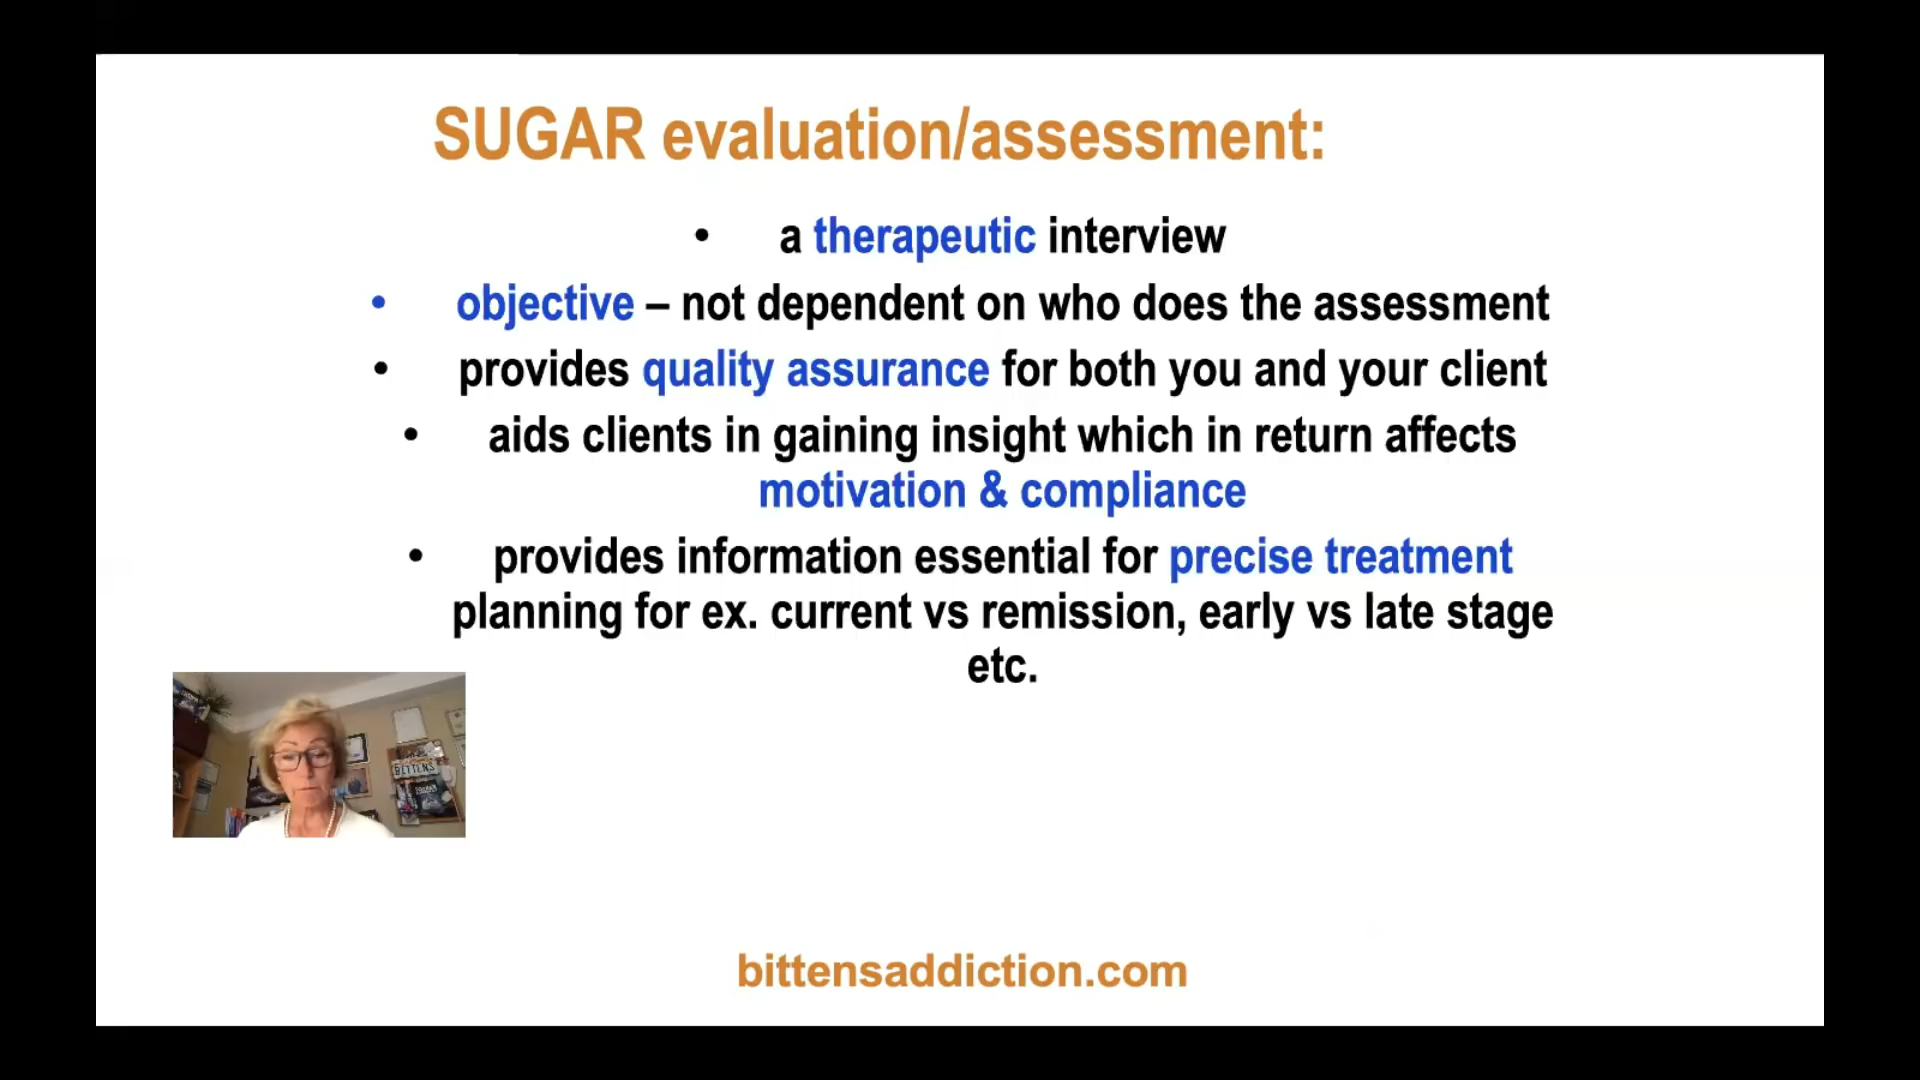 SUGAR evaluation/assessment:
• a therapeutic interview
• objective – not dependent on who does the assessment
• provides quality assurance for both you and your client
• aids clients in gaining insight which in return affects
motivation & compliance
• provides information essential for precise treatment
planning for ex. current vs remission, early vs late stage
etc.
BITTENS
bittensaddiction.com